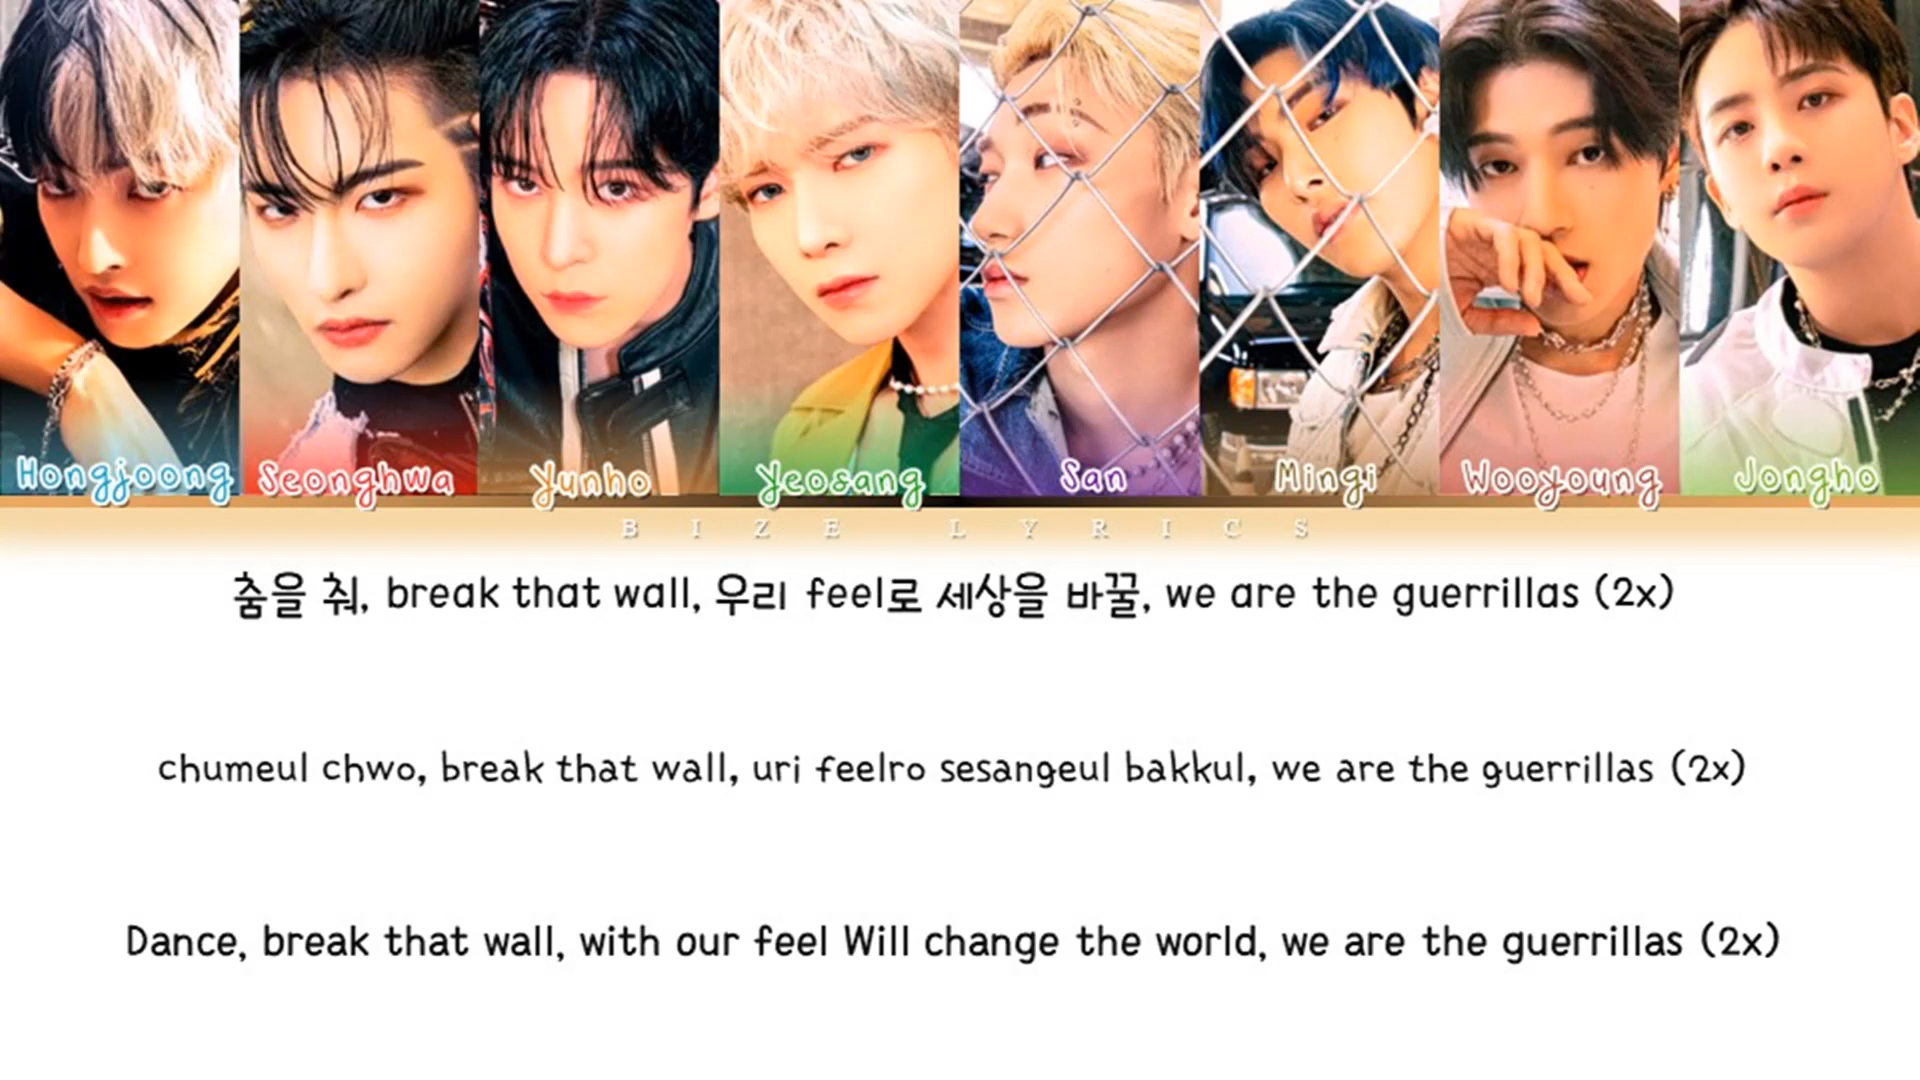 Hongjoong Seonghwa Yunho Yeosang San Mingi Wooyoung Jongho
BIZE LYRICS
춤을 춰, break that wall, 우리 feel로 세상을 바꿀, we are the guerrillas (2x)
chumeul chwo, break that wall, uri feelro sesangeul bakkul, we are the guerrillas (2x)
Dance, break that wall, with our feel Will change the world, we are the guerrillas (2x)